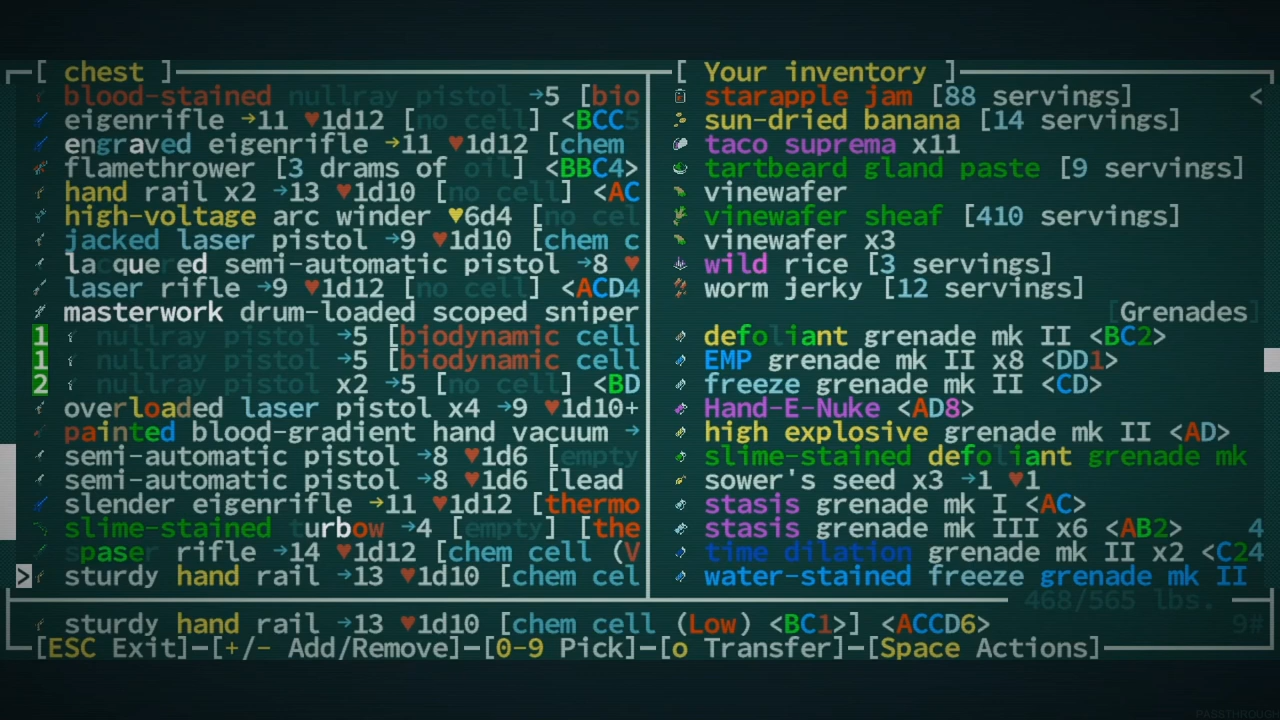 [ chest ]
blood-stained nullray pistol →5 [bio
eigenrifle →11 ♥1d12 [no cell] <BCC5
engraved eigenrifle →11 ♥1d12 [chem
flamethrower [3 drams of oil] <BBC4>
hand rail x2 →13 ♥1d10 [no cell] <AC
high-voltage arc winder ♥6d4 [no cel
jacked laser pistol →9 ♥1d10 [chem c
lacquered semi-automatic pistol →8 ♥
laser rifle →9 ♥1d12 [no cell] <ACD4
masterwork drum-loaded scoped sniper
1 nullray pistol →5 [biodynamic cell
1 nullray pistol →5 [biodynamic cell
2 nullray pistol x2 →5 [no cell] <BD
overloaded laser pistol x4 →9 ♥1d10+
painted blood-gradient hand vacuum →
semi-automatic pistol →8 ♥1d6 [empty
semi-automatic pistol →8 ♥1d6 [lead
slender eigenrifle →11 ♥1d12 [thermo
slime-stained turbow →4 [empty] [the
spaser rifle →14 ♥1d12 [chem cell (V
> sturdy hand rail →13 ♥1d10 [chem cel
[ Your inventory ]
starapple jam [88 servings] <
sun-dried banana [14 servings]
taco suprema x11
tartbeard gland paste [9 servings]
vinewafer
vinewafer sheaf [410 servings]
vinewafer x3
wild rice [3 servings]
worm jerky [12 servings]
[Grenades]
defoliant grenade mk II <BC2>
EMP grenade mk II x8 <DD1>
freeze grenade mk II <CD>
Hand-E-Nuke <AD8>
high explosive grenade mk II <AD>
slime-stained defoliant grenade mk
sower's seed x3 →1 ♥1
stasis grenade mk I <AC>
stasis grenade mk III x6 <AB2> 4
time dilation grenade mk II x2 <C24
water-stained freeze grenade mk II
468/565 lbs.
sturdy hand rail →13 ♥1d10 [chem cell (Low) <BC1>] <ACCD6> 9#
[ESC Exit]—[+/- Add/Remove]—[0-9 Pick]—[o Transfer]—[Space Actions]